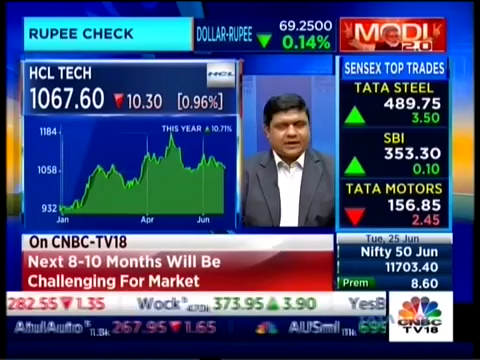 RUPEE CHECK
DOLLAR-RUPEE
69.2500
0.14%
MODI
2.0
HCL TECH
HCL
1067.60
10.30
[0.96%]
THIS YEAR
10.71%
1184
1058
932
Jan
Apr
Jun
SENSEX TOP TRADES
TATA STEEL
489.75
3.50
SBI
353.30
0.10
TATA MOTORS
156.85
2.45
On CNBC-TV18
Next 8-10 Months Will Be
Challenging For Market
Tue, 25 Jun
Nifty 50 Jun
11703.40
Prem
8.60
282.55 1.35 Wock 373.95 3.90 YesB
267.95 1.65
CNBC
TV18